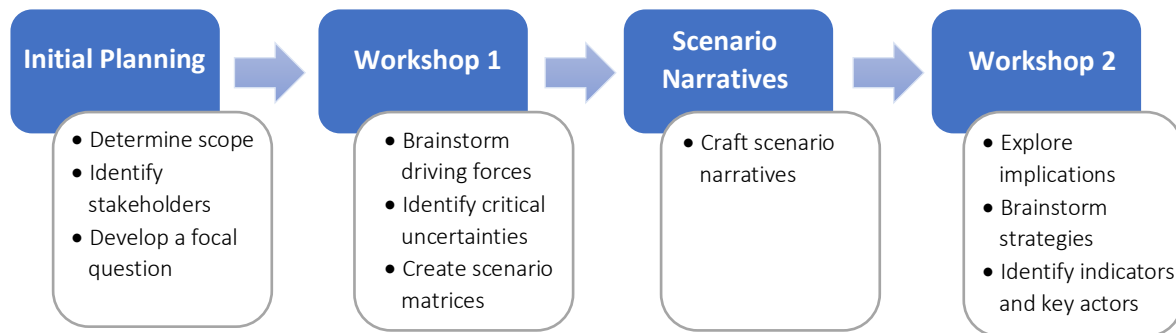 Initial Planning
• Determine scope
• Identify
stakeholders
• Develop a focal
question
Workshop 1
• Brainstorm
driving forces
• Identify critical
uncertainties
• Create scenario
matrices
Scenario
Narratives
• Craft scenario
narratives
Workshop 2
• Explore
implications
• Brainstorm
strategies
• Identify indicators
and key actors